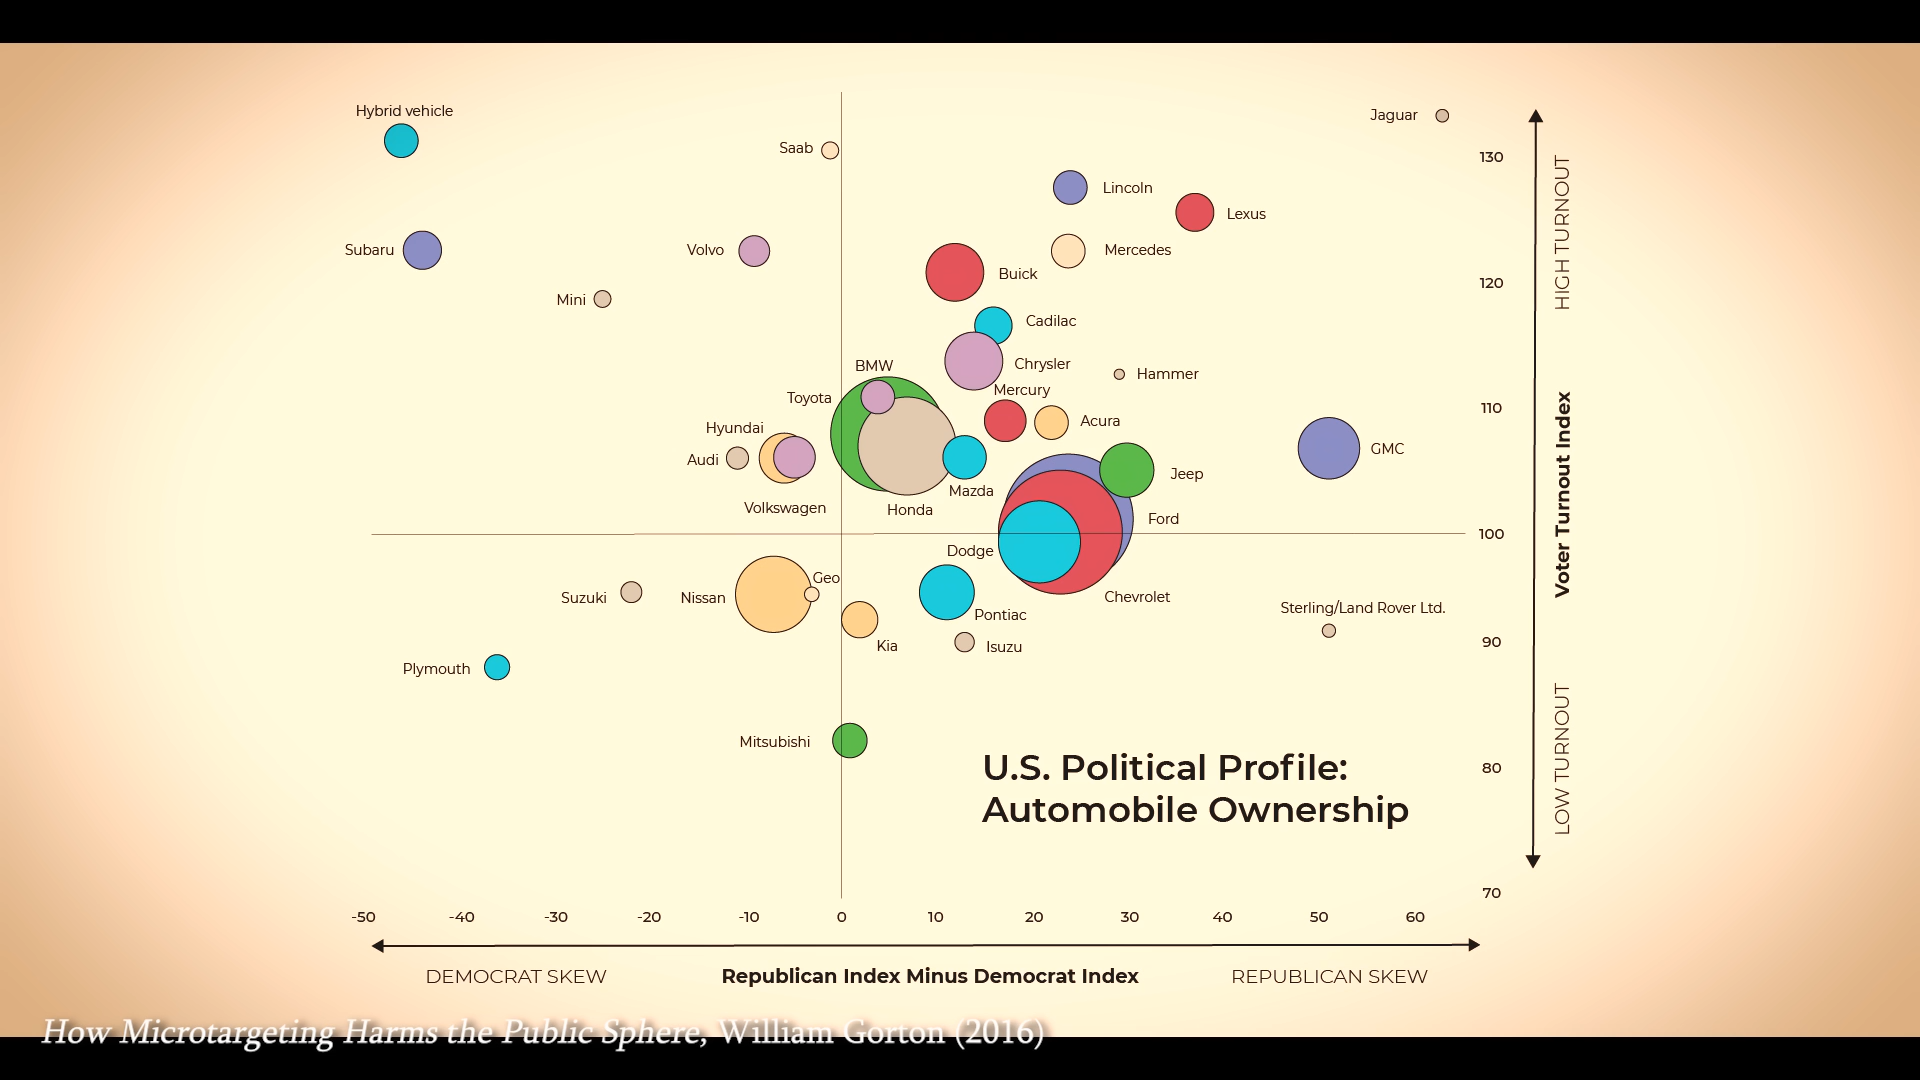 Hybrid vehicle
Jaguar
Saab
130
Lincoln
Lexus
Subaru
Volvo
Mercedes
Buick
120
Mini
Cadilac
BMW
Chrysler
Hammer
Mercury
Toyota
110
Acura
Hyundai
Audi
GMC
Jeep
Mazda
Volkswagen
Honda
Ford
100
Dodge
Geo
Suzuki
Nissan
Chevrolet
Sterling/Land Rover Ltd.
Pontiac
90
Kia
Isuzu
Plymouth
Mitsubishi
80
70
HIGH TURNOUT
Voter Turnout Index
LOW TURNOUT
U.S. Political Profile:
Automobile Ownership
-50 -40 -30 -20 -10 0 10 20 30 40 50 60
DEMOCRAT SKEW Republican Index Minus Democrat Index REPUBLICAN SKEW
How Microtargeting Harms the Public Sphere, William Gorton (2016)